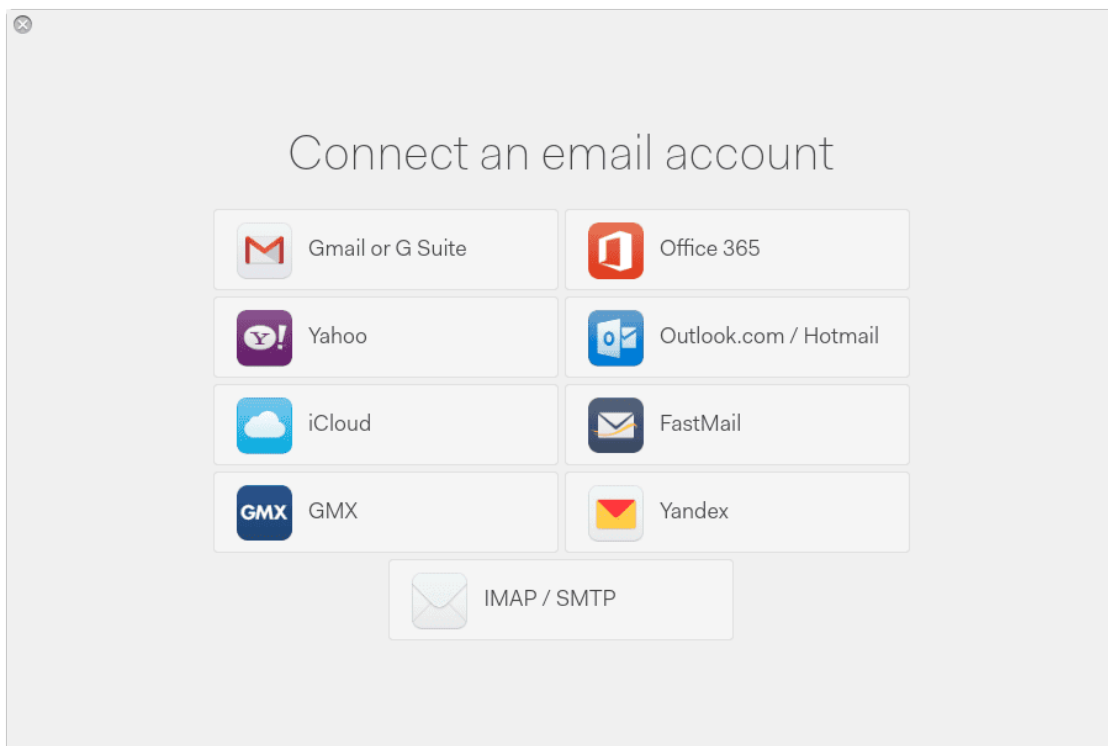 Connect an email account
Gmail or G Suite
Office 365
Y!
Yahoo
Outlook.com / Hotmail
iCloud
FastMail
GMX
GMX
Yandex
IMAP / SMTP